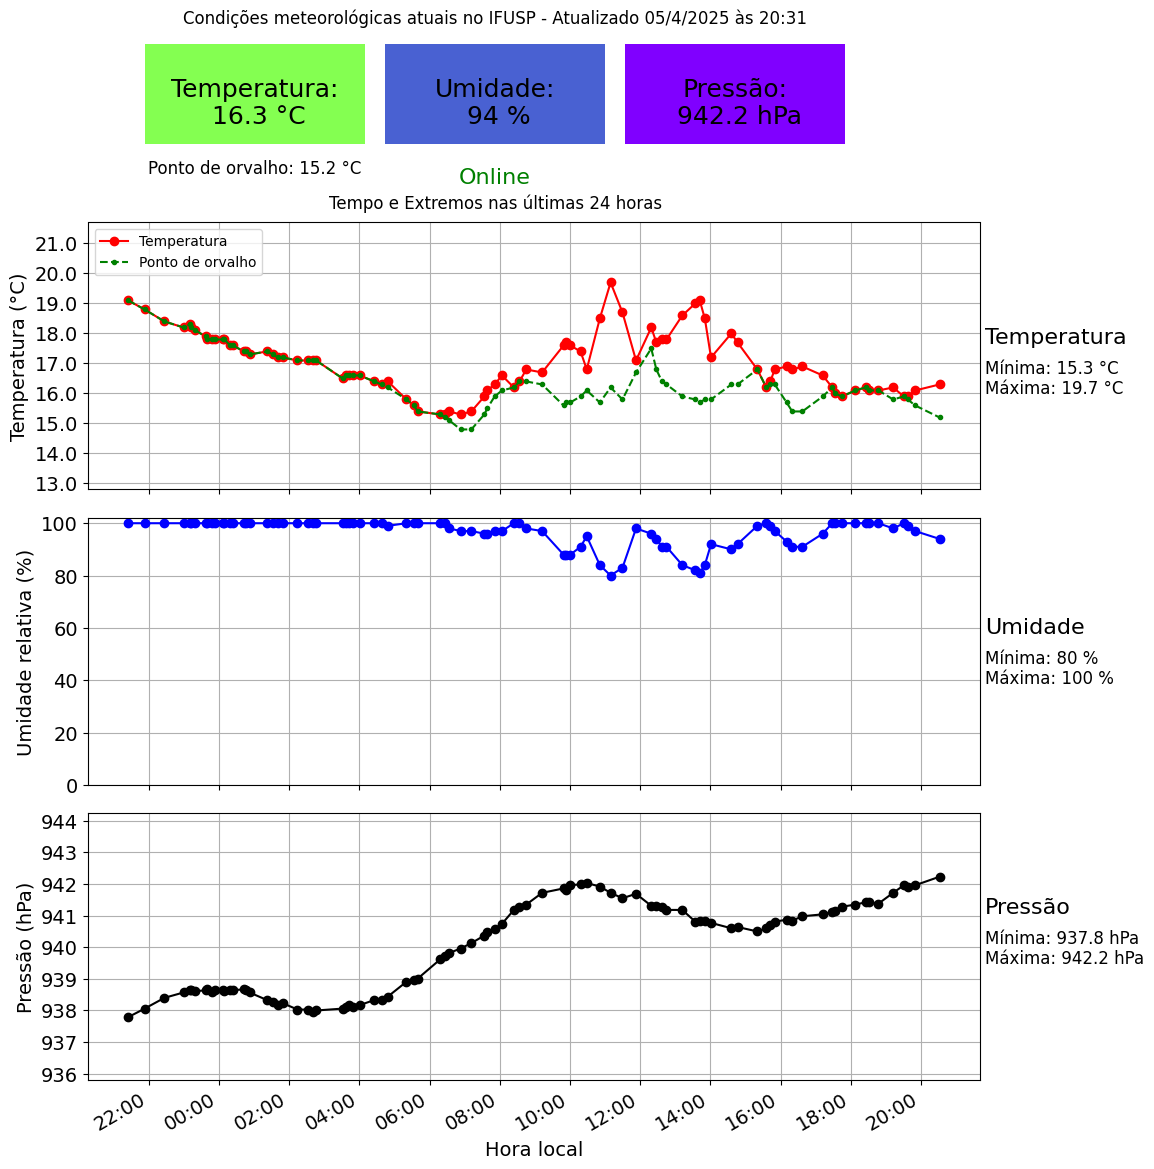 Condições meteorológicas atuais no IFUSP - Atualizado 05/4/2025 às 20:31
Temperatura:
16.3 °C
Umidade:
94 %
Pressão:
942.2 hPa
Ponto de orvalho: 15.2 °C
Online
Tempo e Extremos nas últimas 24 horas
Temperatura
Ponto de orvalho
Temperatura (°C)
21.0
20.0
19.0
18.0
17.0
16.0
15.0
14.0
13.0
Temperatura
Mínima: 15.3 °C
Máxima: 19.7 °C
Umidade relativa (%)
100
80
60
40
20
0
Umidade
Mínima: 80 %
Máxima: 100 %
Pressão (hPa)
944
943
942
941
940
939
938
937
936
Pressão
Mínima: 937.8 hPa
Máxima: 942.2 hPa
22:00
00:00
02:00
04:00
06:00
08:00
10:00
12:00
14:00
16:00
18:00
20:00
Hora local